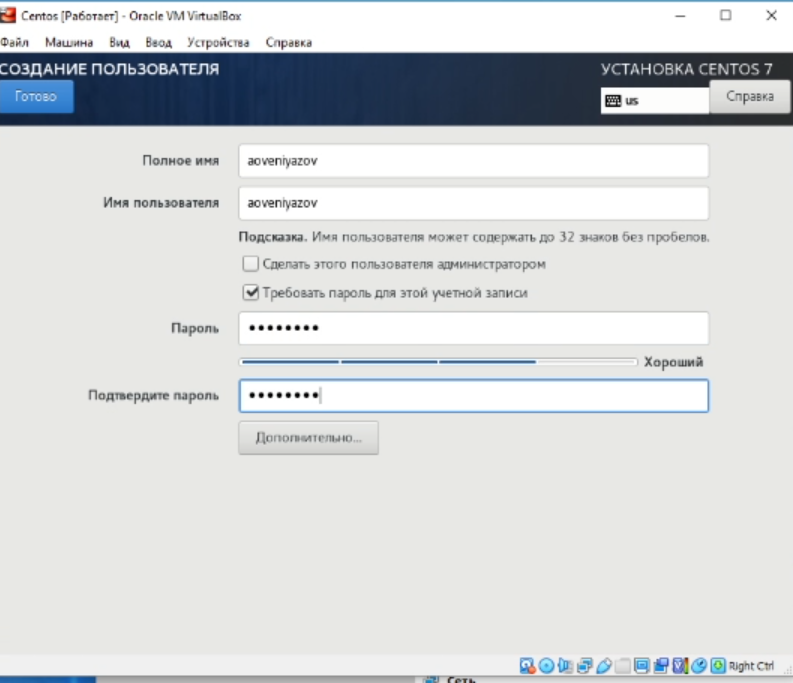 Centos [Работает] - Oracle VM VirtualBox
Файл Машина Вид Ввод Устройства Справка
СОЗДАНИЕ ПОЛЬЗОВАТЕЛЯ
УСТАНОВКА CENTOS 7
Готово
us
Справка
Полное имя
aoveniyazov
Имя пользователя
aoveniyazov
Подсказка. Имя пользователя может содержать до 32 знаков без пробелов.
Сделать этого пользователя администратором
Требовать пароль для этой учетной записи
Пароль
••••••••
Хороший
Подтвердите пароль
••••••••
Дополнительно...
Right Ctrl
Сеть